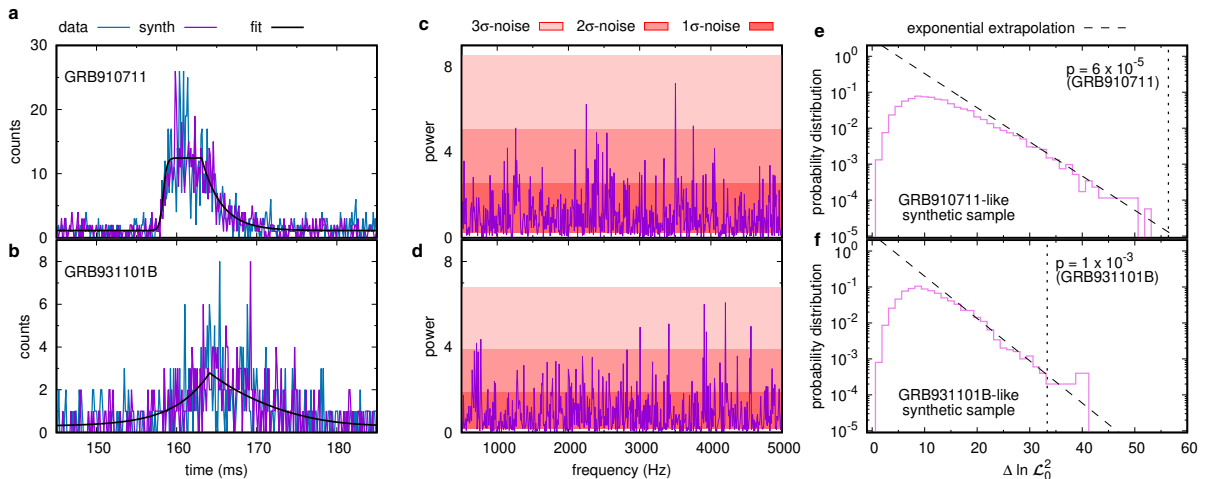 a
data synth fit
GRB910711
counts
30
25
20
15
10
5
0
b
GRB931101B
counts
8
6
4
2
0
150 160 170 180
time (ms)
c
3σ-noise 2σ-noise 1σ-noise
power
8
4
0
d
power
8
4
0
1000 2000 3000 4000 5000
frequency (Hz)
e
exponential extrapolation
p = 6 x 10^-5
(GRB910711)
probability distribution
10^0
10^-1
10^-2
10^-3
10^-4
10^-5
GRB910711-like
synthetic sample
f
p = 1 x 10^-3
(GRB931101B)
probability distribution
10^-1
10^-2
10^-3
10^-4
10^-5
GRB931101B-like
synthetic sample
0 10 20 30 40 50 60
Δ ln 𝓛₀²